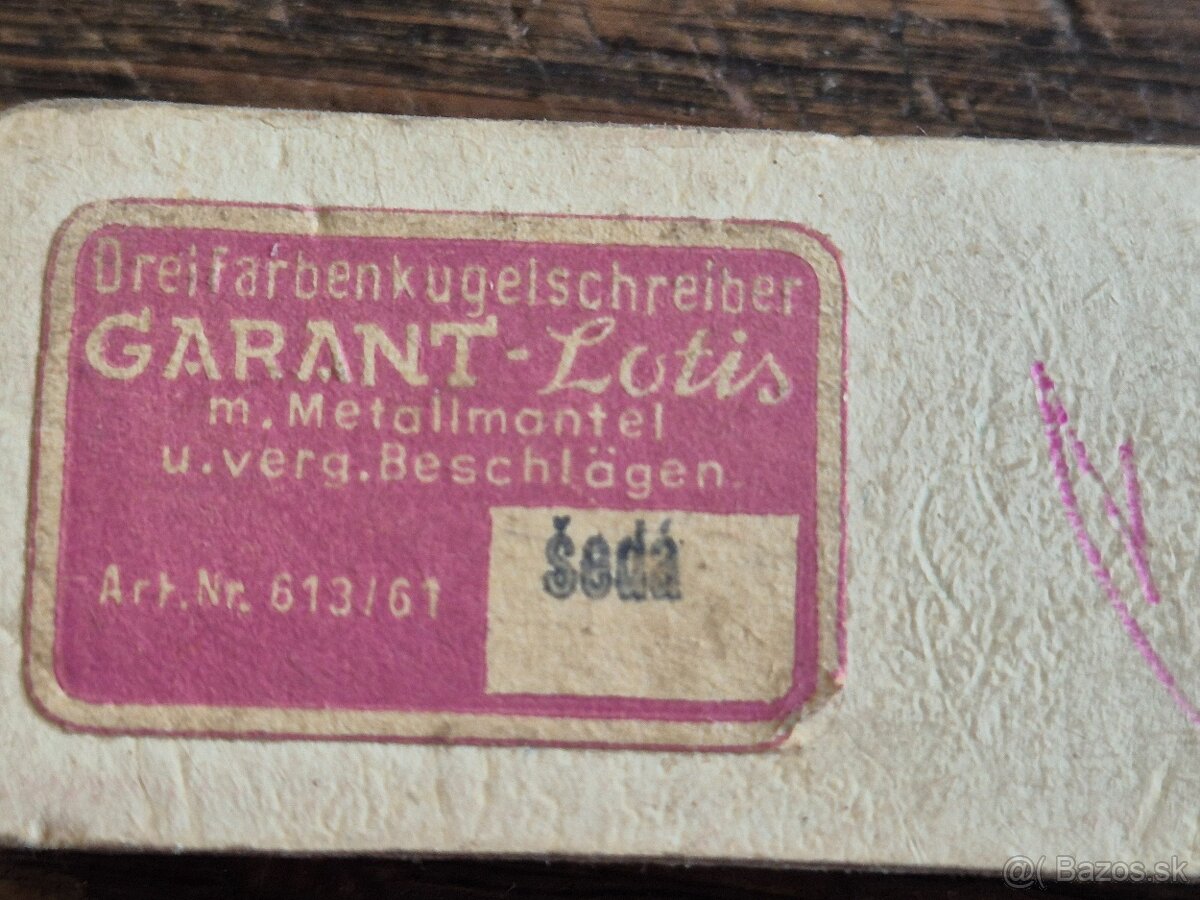 Dreifarbenkugelschreiber
GARANT-Lotis
m. Metallmantel
u. verg. Beschlägen
šedá
Art. Nr. 613/61
@( Bazos.sk